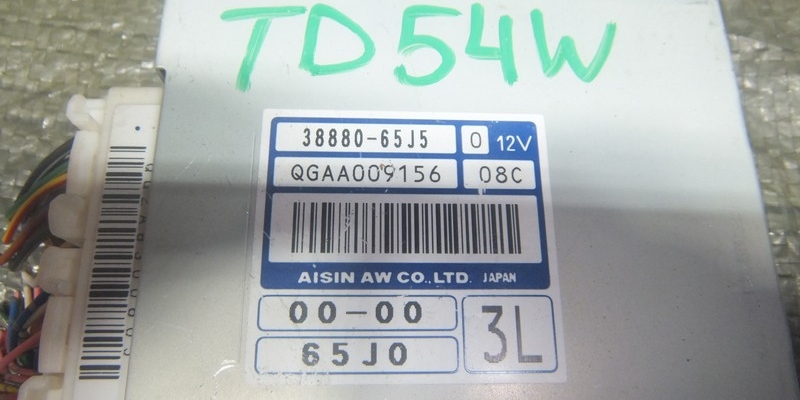 TD54W
38880-65J5 0 12V
QGAA009156 08C
AISIN AW CO.,LTD. JAPAN
00-00
65J0
3L